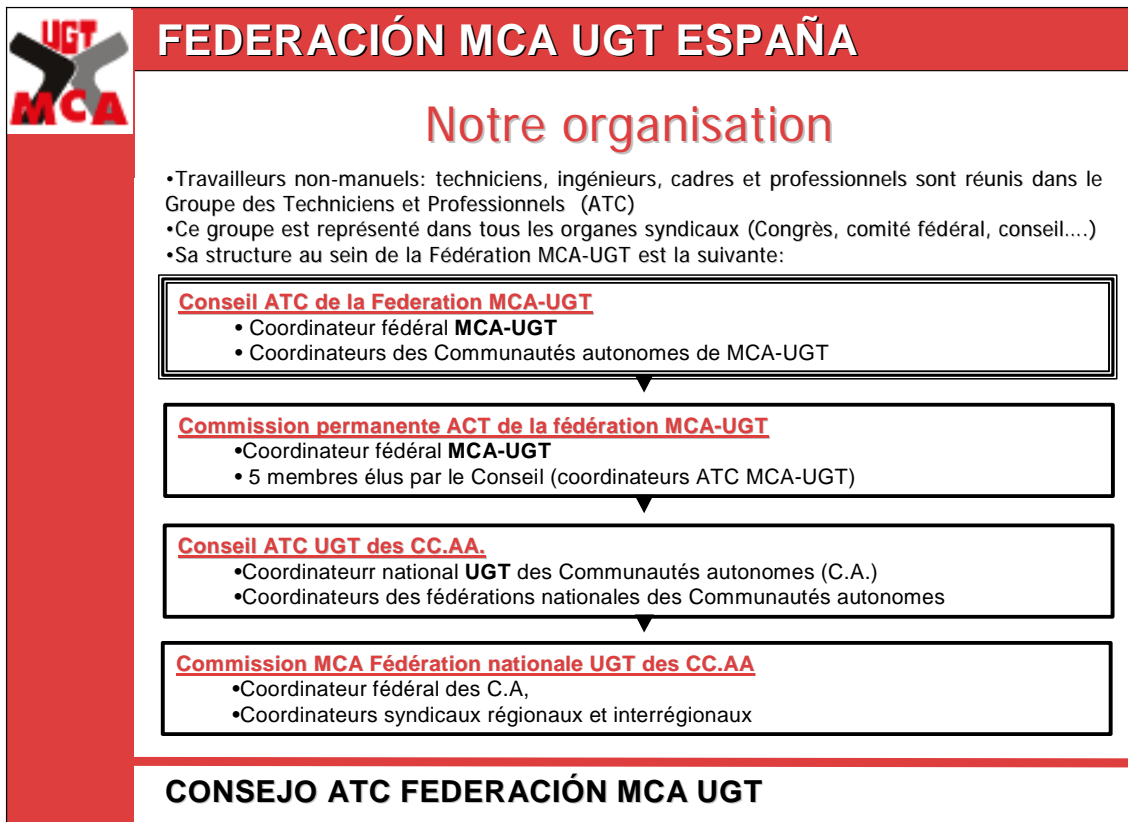 UGT
MCA
FEDERACIÓN MCA UGT ESPAÑA
Notre organisation
•Travailleurs non-manuels: techniciens, ingénieurs, cadres et professionnels sont réunis dans le
Groupe des Techniciens et Professionnels (ATC)
•Ce groupe est représenté dans tous les organes syndicaux (Congrès, comité fédéral, conseil....)
•Sa structure au sein de la Fédération MCA-UGT est la suivante:
Conseil ATC de la Federation MCA-UGT
• Coordinateur fédéral MCA-UGT
• Coordinateurs des Communautés autonomes de MCA-UGT
Commission permanente ACT de la fédération MCA-UGT
•Coordinateur fédéral MCA-UGT
• 5 membres élus par le Conseil (coordinateurs ATC MCA-UGT)
Conseil ATC UGT des CC.AA.
•Coordinateurr national UGT des Communautés autonomes (C.A.)
•Coordinateurs des fédérations nationales des Communautés autonomes
Commission MCA Fédération nationale UGT des CC.AA
•Coordinateur fédéral des C.A,
•Coordinateurs syndicaux régionaux et interrégionaux
CONSEJO ATC FEDERACIÓN MCA UGT